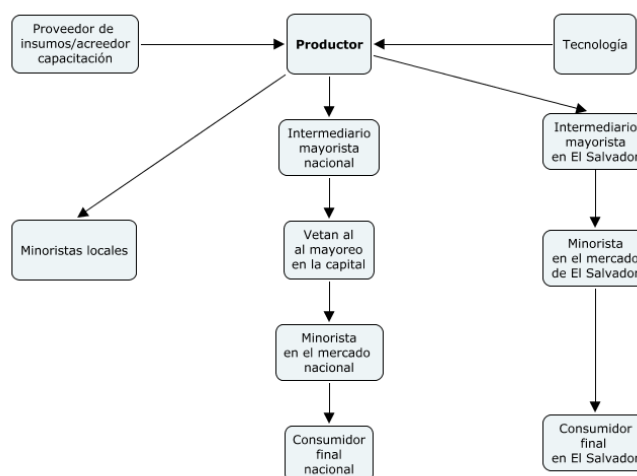 Proveedor de
insumos/acreedor
capacitación
Productor
Tecnología
Intermediario
mayorista
nacional
Intermediario
mayorista
en El Salvador
Minoristas locales
Vetan al
al mayoreo
en la capital
Minorista
en el mercado
de El Salvador
Minorista
en el mercado
nacional
Consumidor
final
nacional
Consumidor
final
en El Salvador